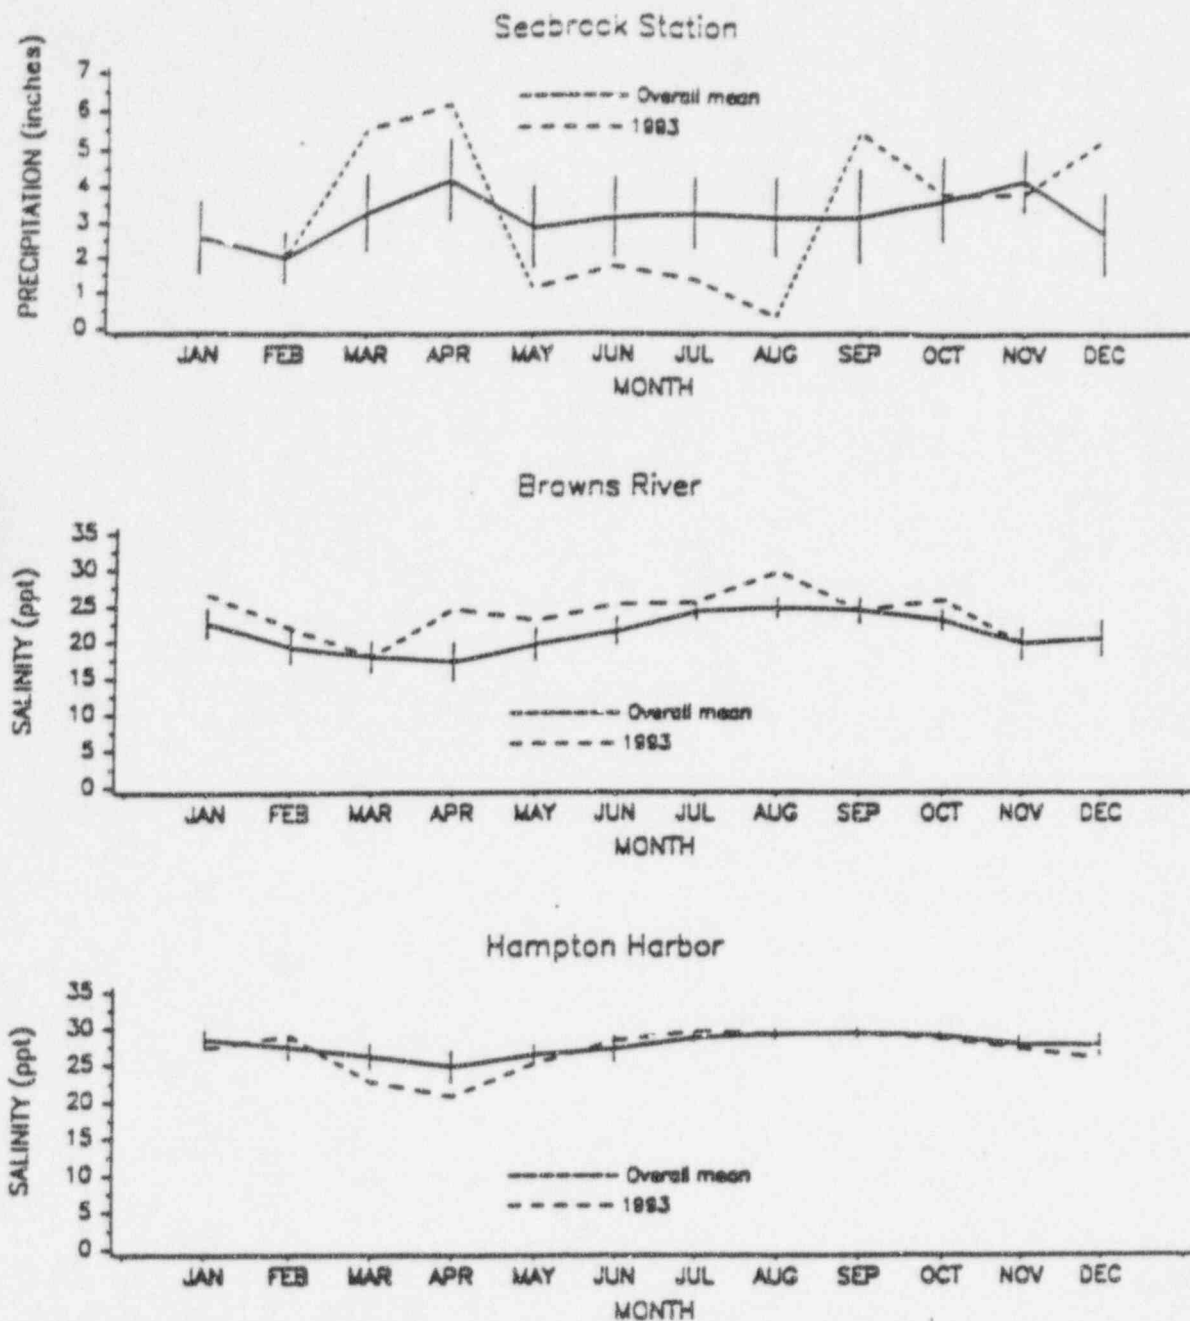 Seabrook Station
PRECIPITATION (inches)
7
6
5
4
3
2
1
0
Overall mean
1993
JAN FEB MAR APR MAY JUN JUL AUG SEP OCT NOV DEC
MONTH
Browns River
SALINITY (ppt)
35
30
25
20
15
10
5
0
Overall mean
1993
JAN FEB MAR APR MAY JUN JUL AUG SEP OCT NOV DEC
MONTH
Hampton Harbor
SALINITY (ppt)
35
30
25
20
15
10
5
0
Overall mean
1993
JAN FEB MAR APR MAY JUN JUL AUG SEP OCT NOV DEC
MONTH